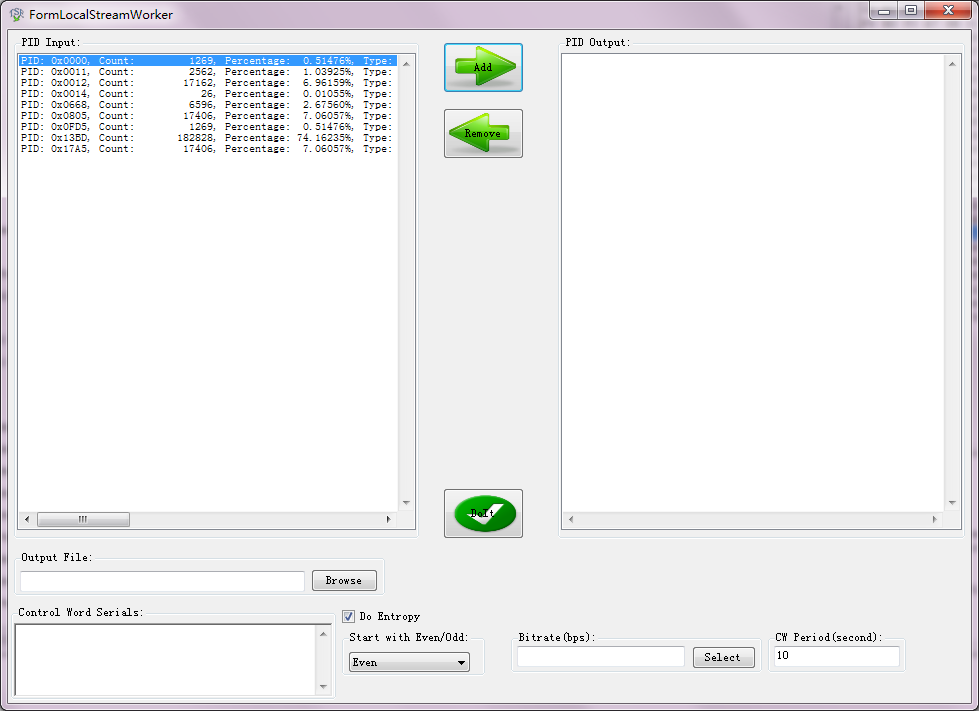 FormLocalStreamWorker
PID Input:
PID: 0x0000, Count: 1269, Percentage: 0.51476%, Type:
PID: 0x0011, Count: 2562, Percentage: 1.03925%, Type:
PID: 0x0012, Count: 17162, Percentage: 6.96159%, Type:
PID: 0x0014, Count: 26, Percentage: 0.01055%, Type:
PID: 0x0668, Count: 6596, Percentage: 2.67560%, Type:
PID: 0x0805, Count: 17406, Percentage: 7.06057%, Type:
PID: 0x0FD5, Count: 1269, Percentage: 0.51476%, Type:
PID: 0x13BD, Count: 182828, Percentage: 74.16235%, Type:
PID: 0x17A5, Count: 17406, Percentage: 7.06057%, Type:
Add
Remove
DoIt
PID Output:
Output File:
Browse
Control Word Serials:
Do Entropy
Start with Even/Odd:
Even
Bitrate(bps):
Select
CW Period(second):
10